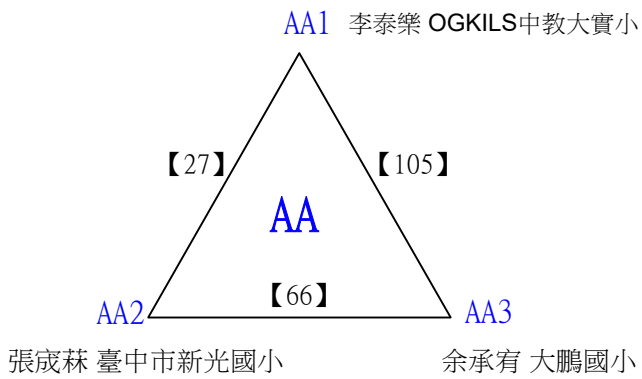 AA1 李泰樂 OGKILS中教大實小
【27】 【105】
AA
【66】
AA2 AA3
張宬菻 臺中市新光國小 余承宥 大鵬國小